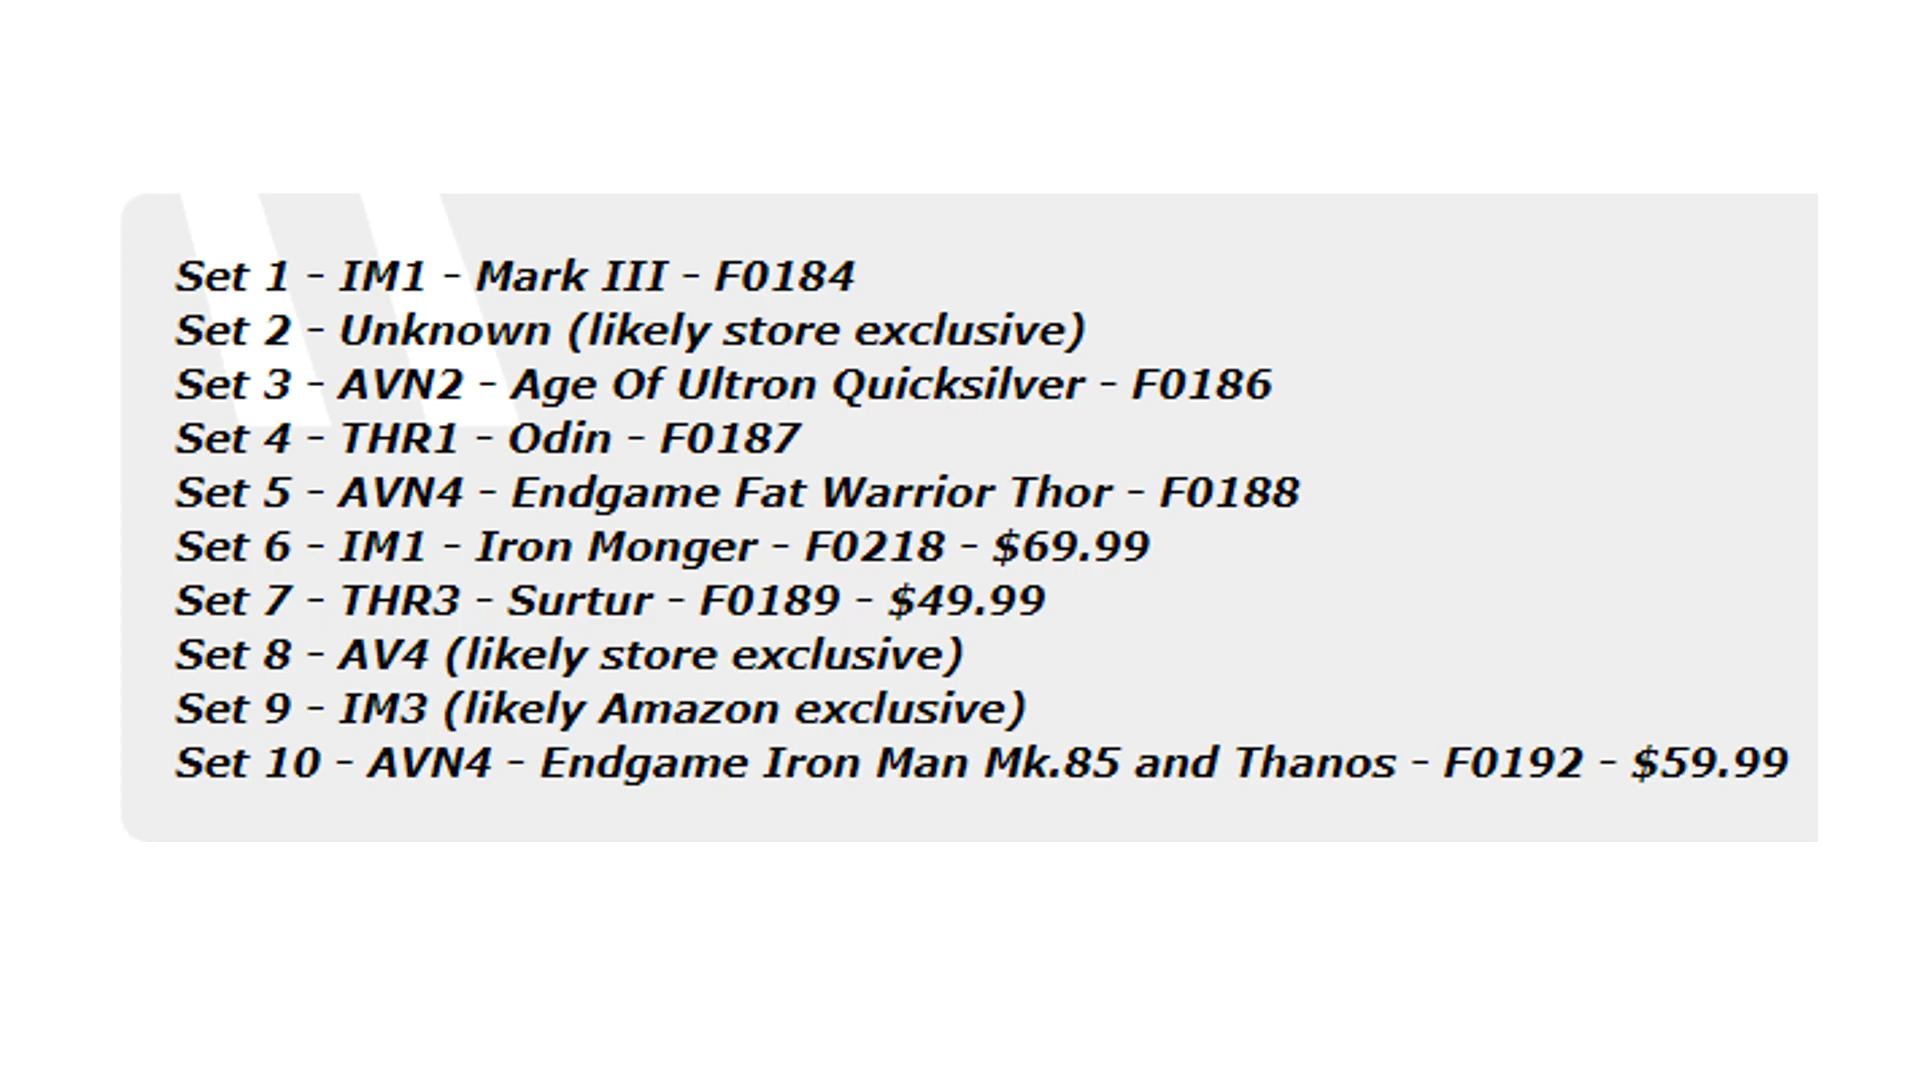 Set 1 - IM1 - Mark III - F0184
Set 2 - Unknown (likely store exclusive)
Set 3 - AVN2 - Age Of Ultron Quicksilver - F0186
Set 4 - THR1 - Odin - F0187
Set 5 - AVN4 - Endgame Fat Warrior Thor - F0188
Set 6 - IM1 - Iron Monger - F0218 - $69.99
Set 7 - THR3 - Surtur - F0189 - $49.99
Set 8 - AV4 (likely store exclusive)
Set 9 - IM3 (likely Amazon exclusive)
Set 10 - AVN4 - Endgame Iron Man Mk.85 and Thanos - F0192 - $59.99